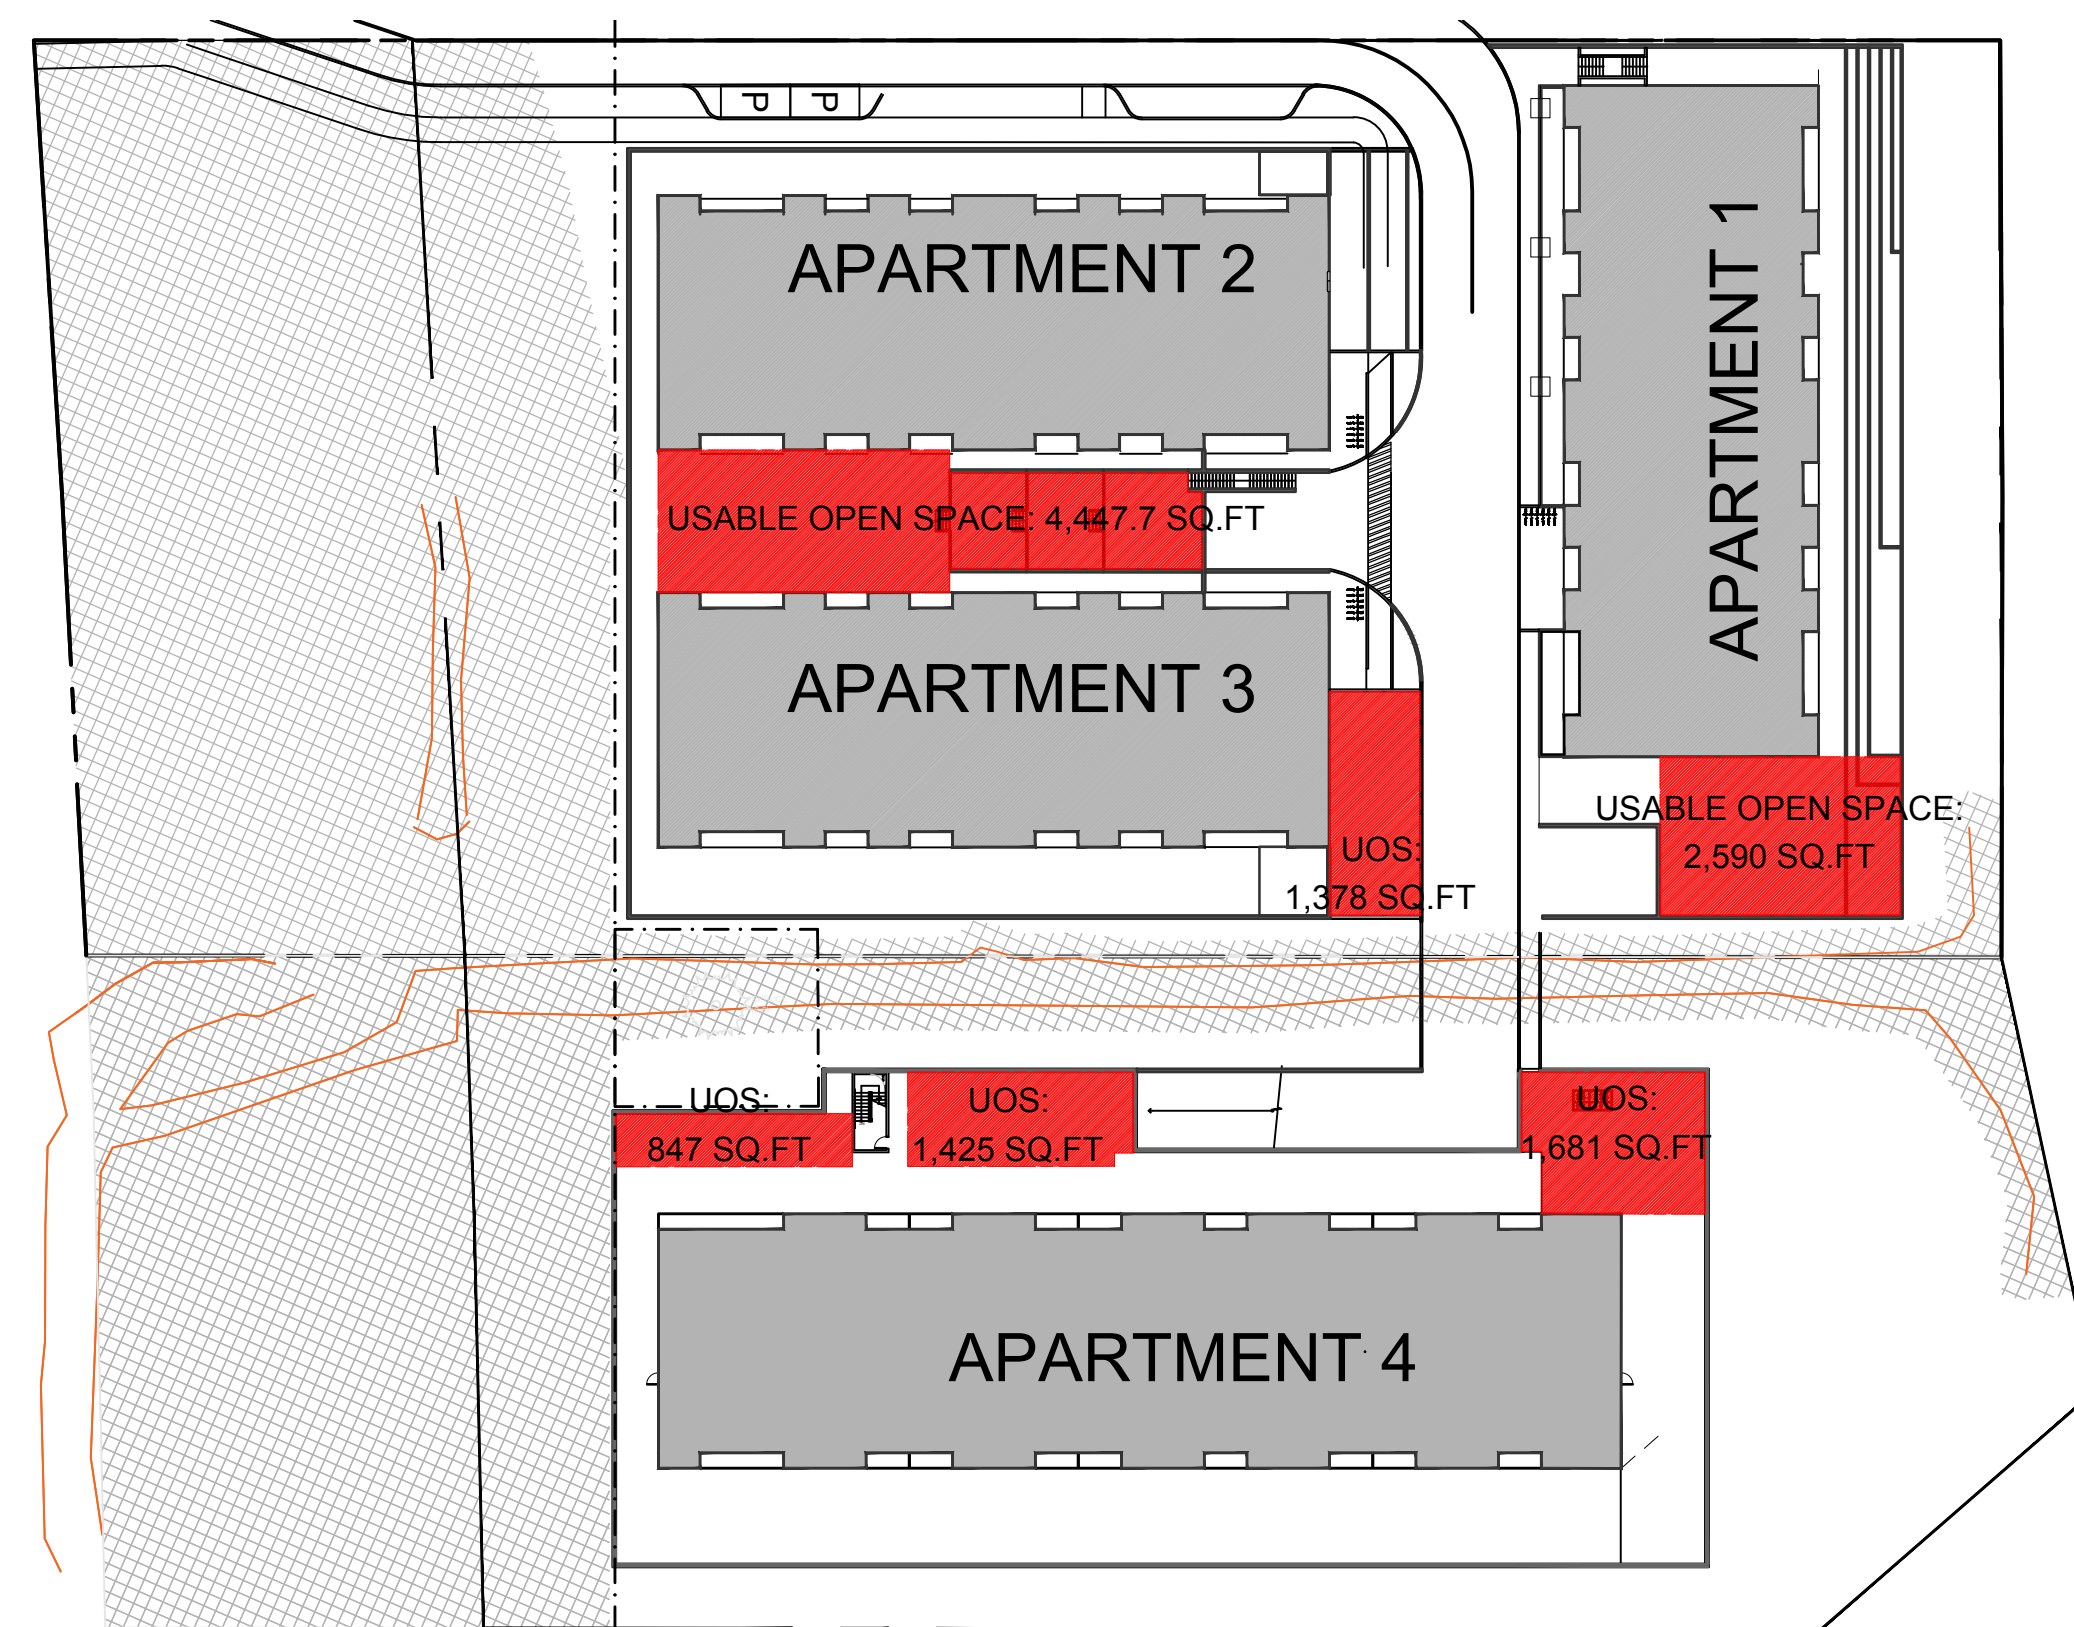 P P
APARTMENT 2
APARTMENT 1
USABLE OPEN SPACE: 4,447.7 SQ.FT
APARTMENT 3
USABLE OPEN SPACE:
2,590 SQ.FT
UOS:
1,378 SQ.FT
UOS:
847 SQ.FT
UOS:
1,425 SQ.FT
UOS:
1,681 SQ.FT
APARTMENT 4